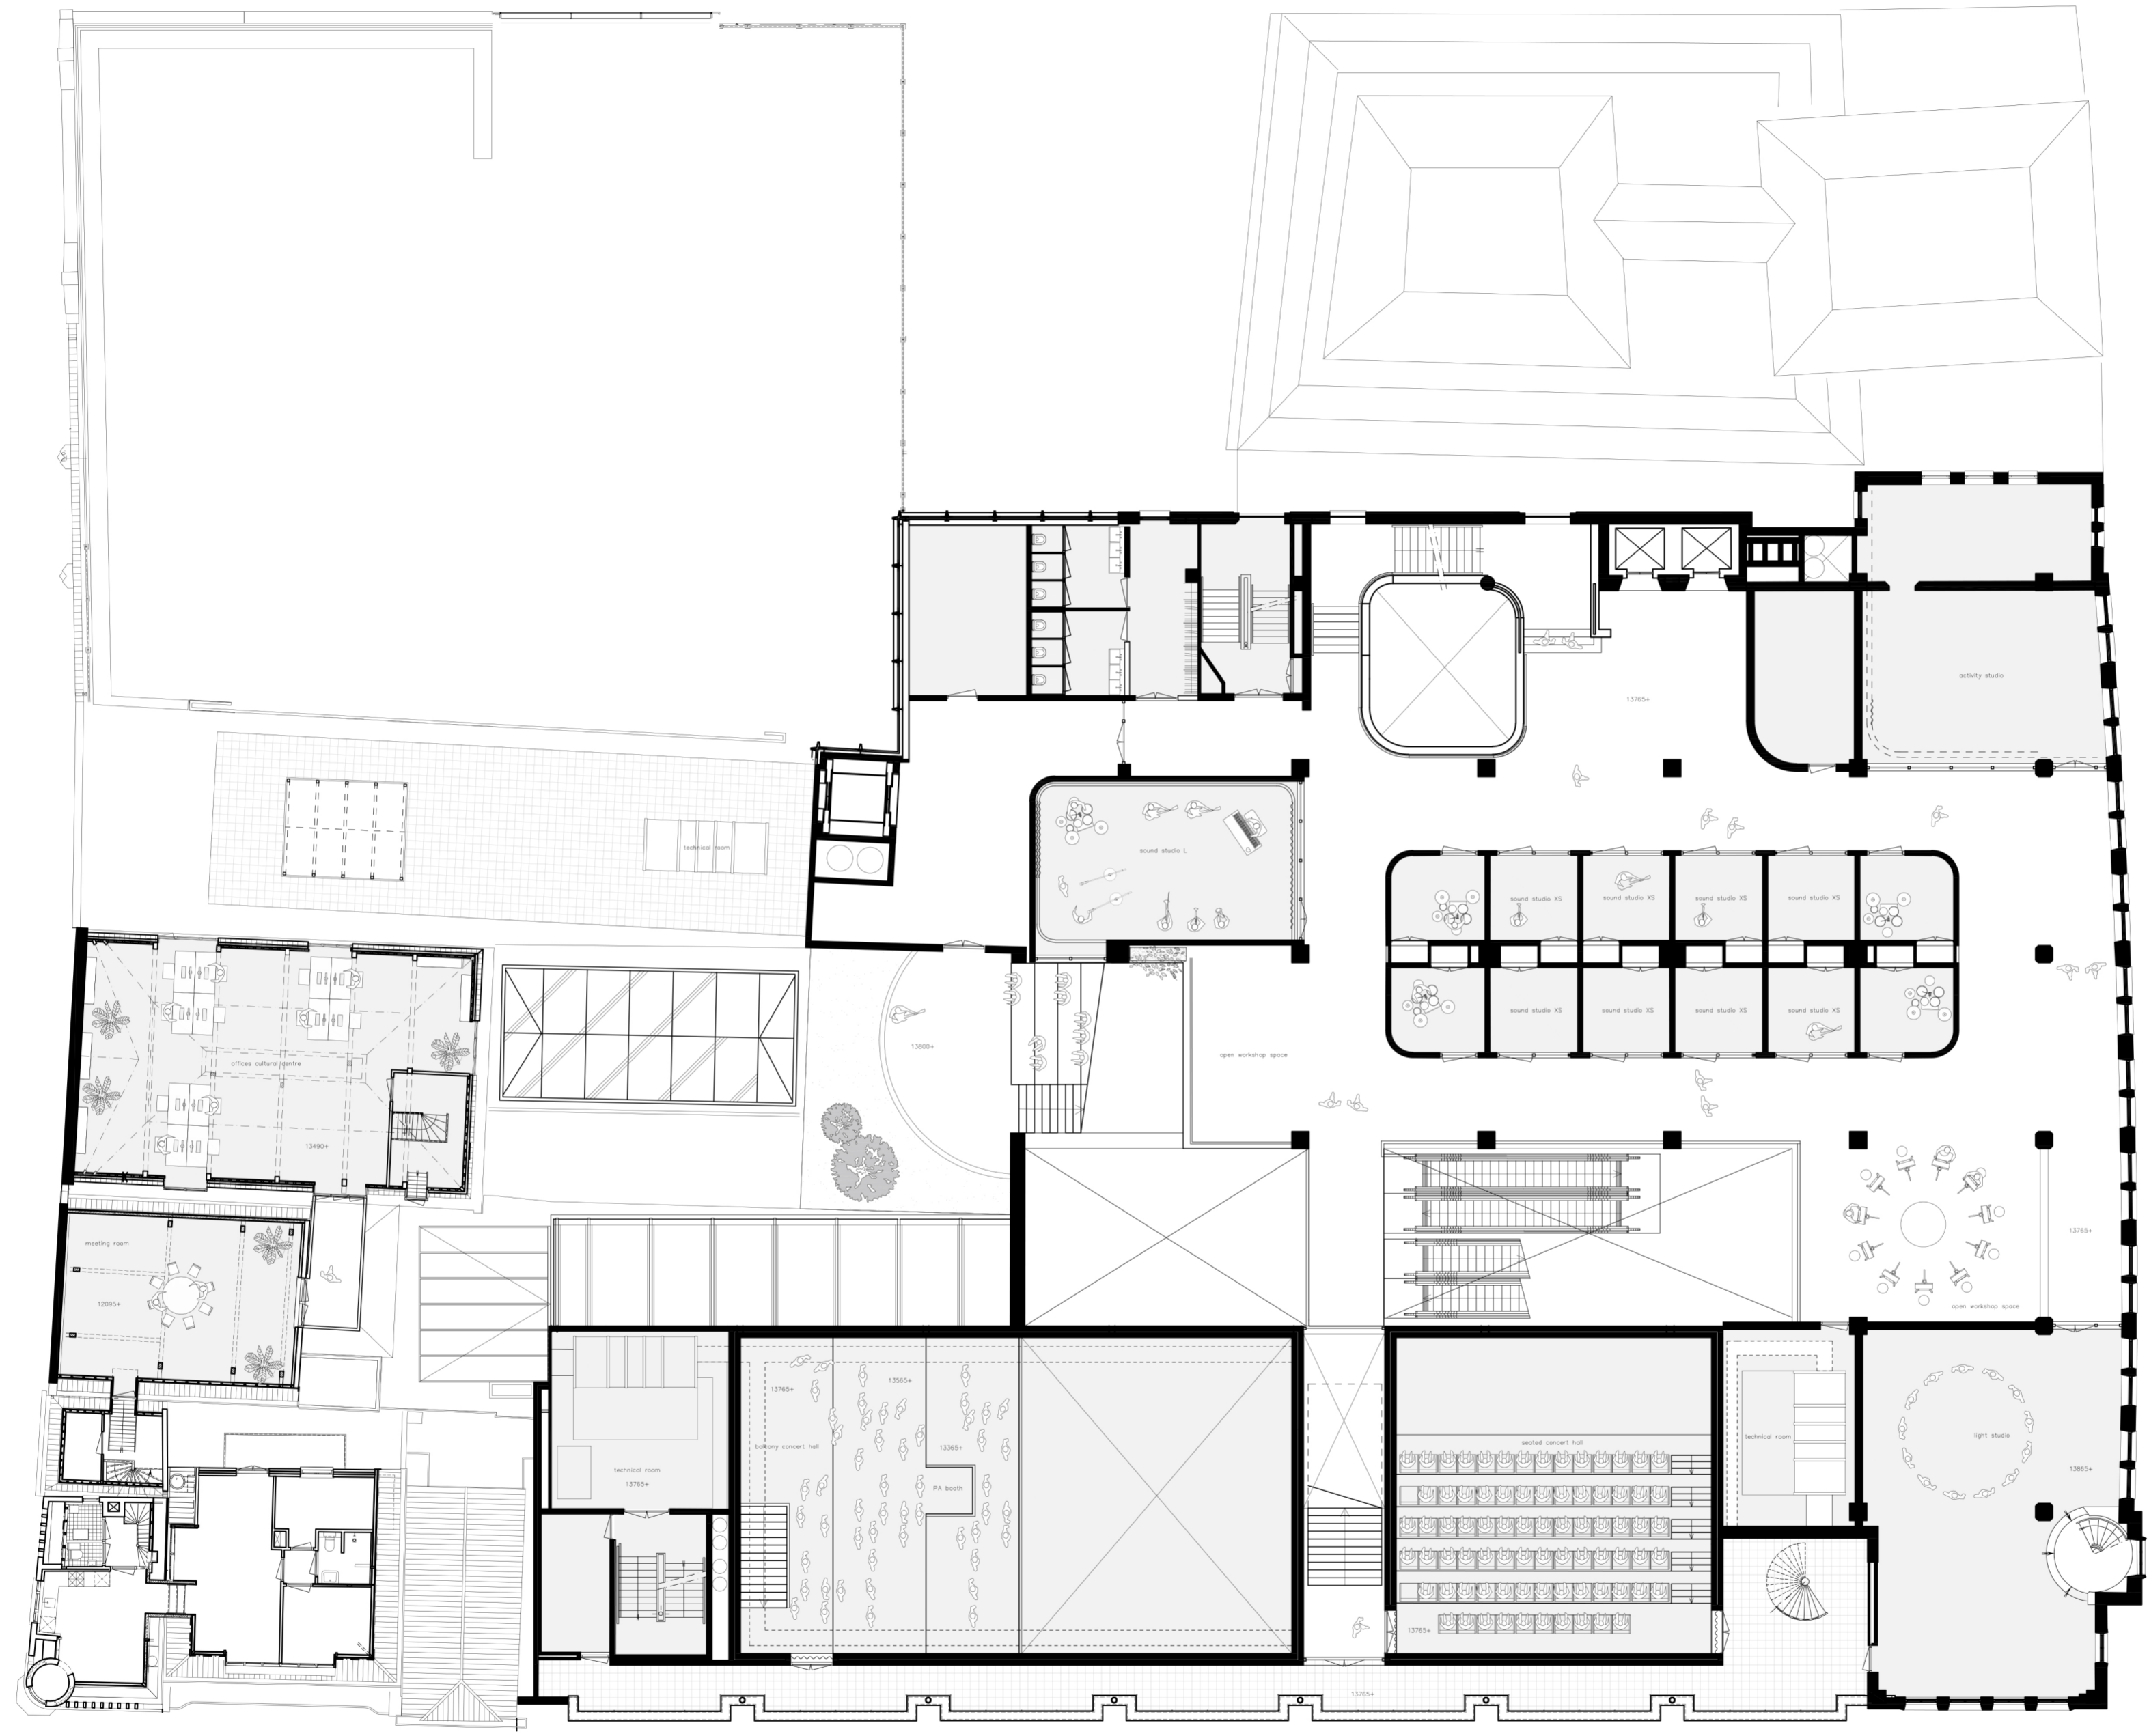 activity studio
13765+
technical room
sound studio L
sound studio XS
sound studio XS
sound studio XS
sound studio XS
sound studio XS
sound studio XS
sound studio XS
sound studio XS
13800+
open workshop space
offices cultural centre
13490+
meeting room
12095+
13765+
open workshop space
13765+
13565+
balcony concert hall
13365+
PA booth
technical room
13765+
seated concert hall
technical room
light studio
13865+
13765+
13765+